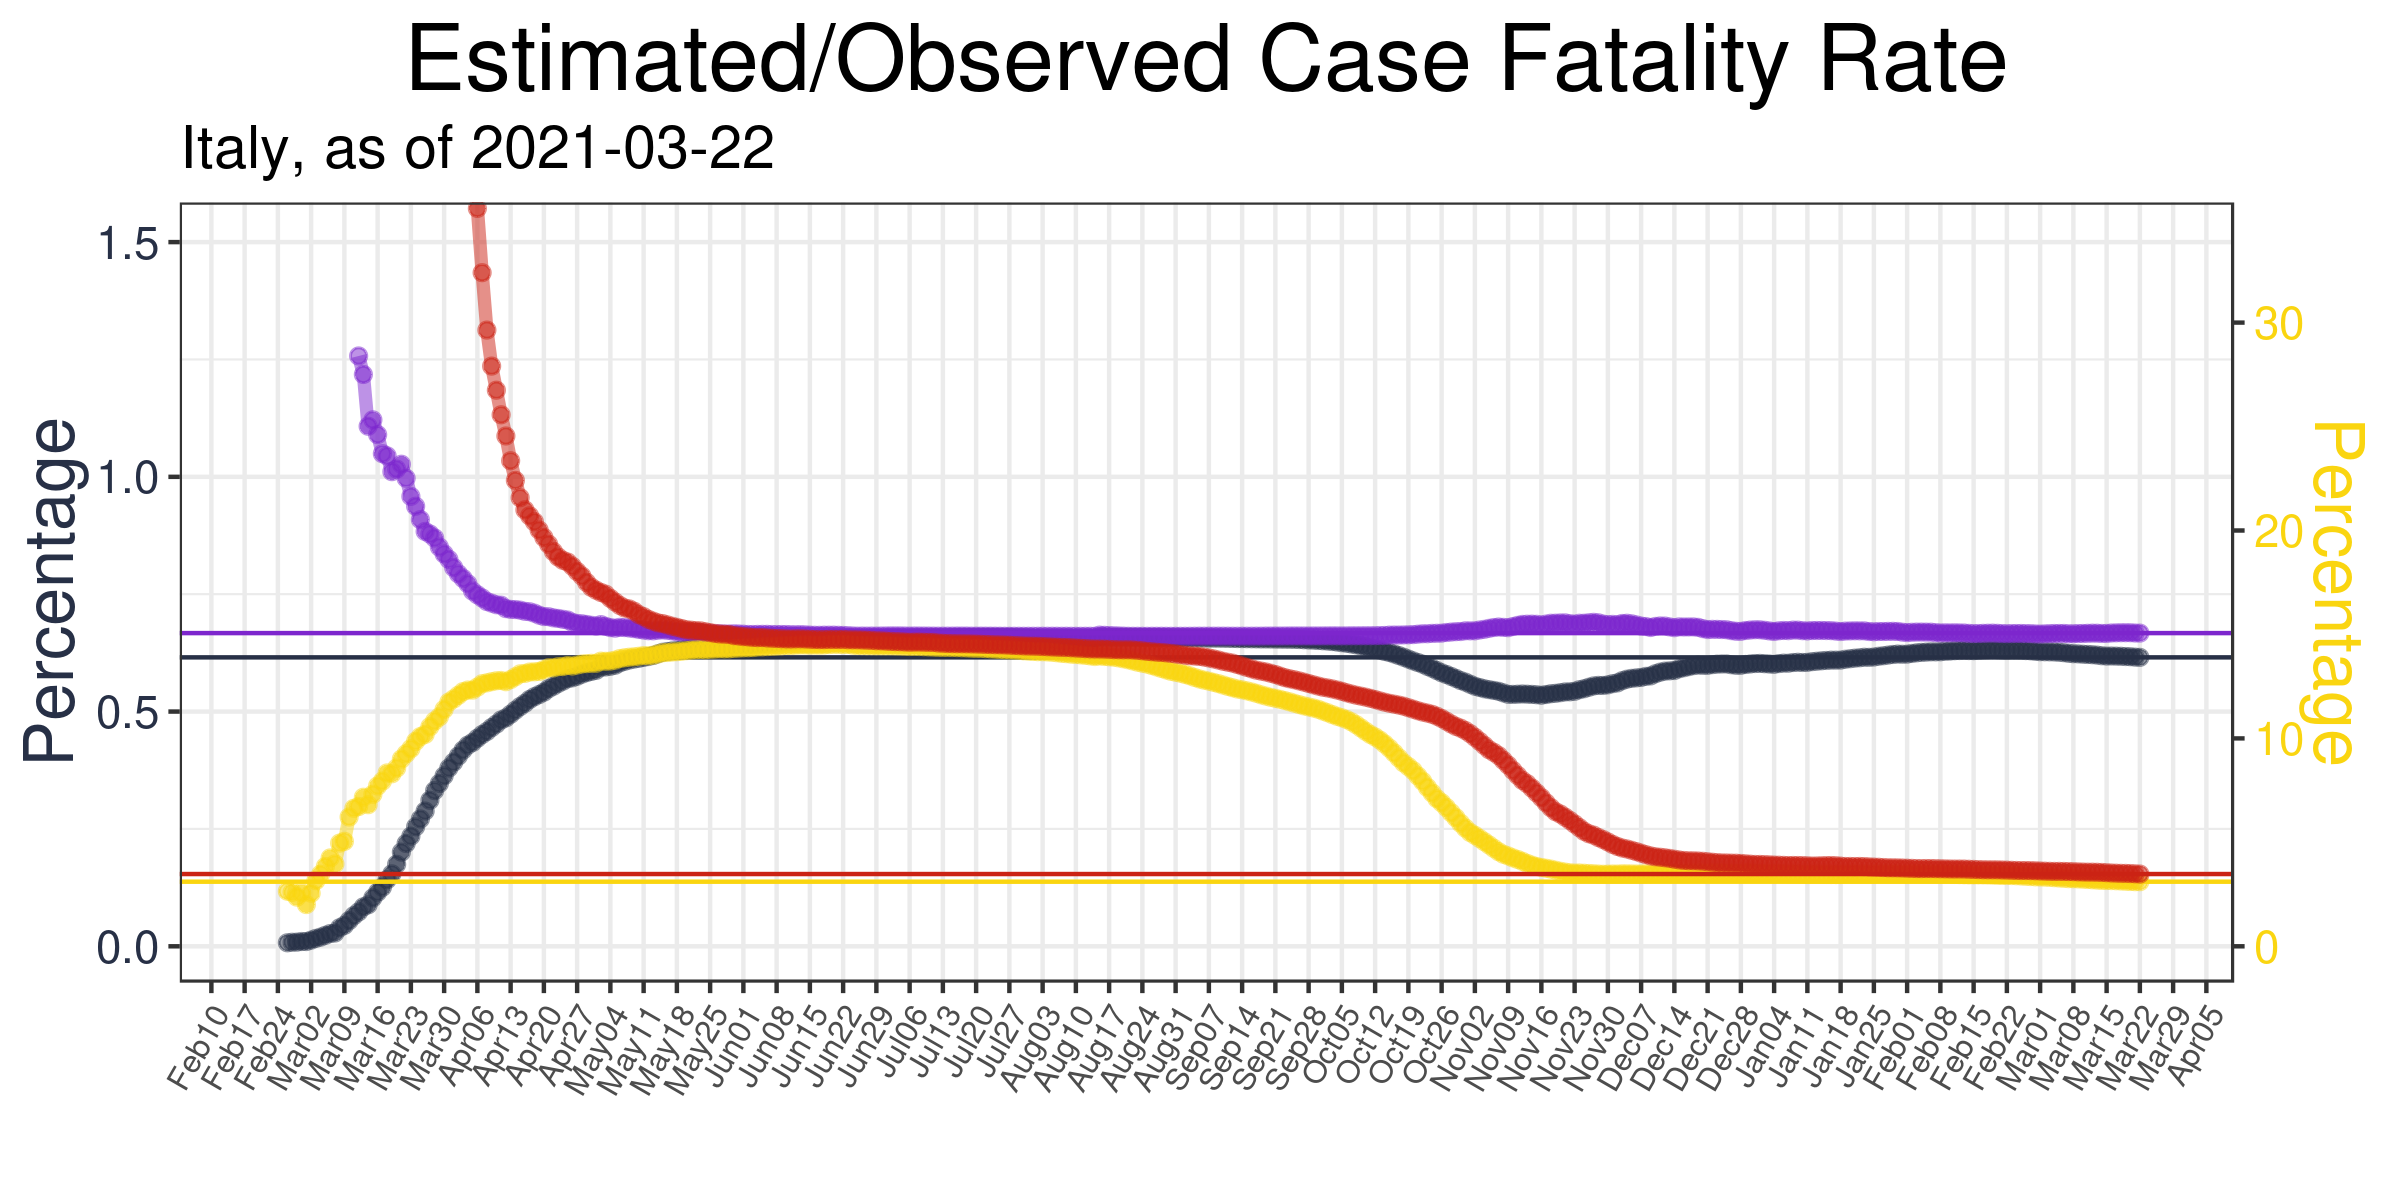 Estimated/Observed Case Fatality Rate
Italy, as of 2021-03-22
Percentage
1.5
1.0
0.5
0.0
30
20
10
0
Percentage
Feb10
Feb17
Feb24
Mar02
Mar09
Mar16
Mar23
Mar30
Apr06
Apr13
Apr20
Apr27
May04
May11
May18
May25
Jun01
Jun08
Jun15
Jun22
Jun29
Jul06
Jul13
Jul20
Jul27
Aug03
Aug10
Aug17
Aug24
Aug31
Sep07
Sep14
Sep21
Sep28
Oct05
Oct12
Oct19
Oct26
Nov02
Nov09
Nov16
Nov23
Nov30
Dec07
Dec14
Dec21
Dec28
Jan04
Jan11
Jan18
Jan25
Feb01
Feb08
Feb15
Feb22
Mar01
Mar08
Mar15
Mar22
Mar29
Apr05